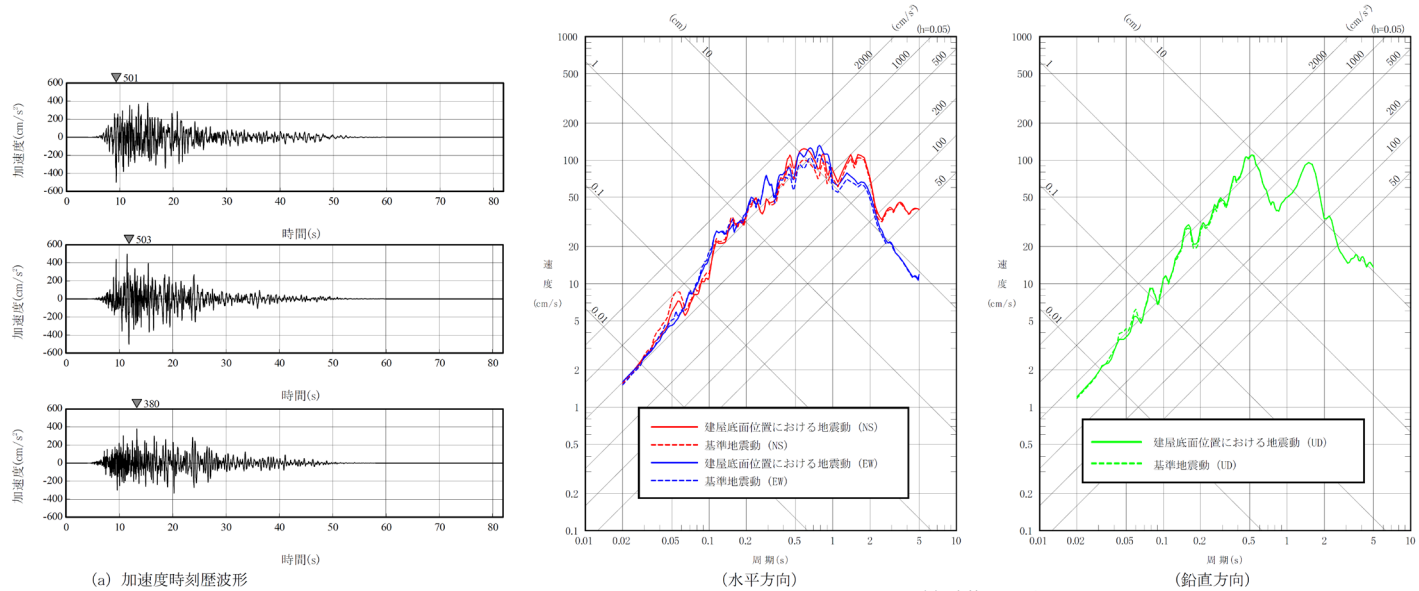 501
600
400
200
0
-200
-400
-600
加速度(cm/s²)
0 10 20 30 40 50 60 70 80
時間(s)
503
600
400
200
0
-200
-400
-600
加速度(cm/s²)
0 10 20 30 40 50 60 70 80
時間(s)
380
600
400
200
0
-200
-400
-600
加速度(cm/s²)
0 10 20 30 40 50 60 70 80
時間(s)
(a) 加速度時刻歴波形
(cm)
(cm/s²)
(h=0.05)
0.01
0.1
1
10
2000
1000
500
200
100
50
1000
500
200
100
50
20
10
5
2
1
0.5
0.2
0.1
速度
(cm/s)
建屋底面位置における地震動 (NS)
基準地震動 (NS)
建屋底面位置における地震動 (EW)
基準地震動 (EW)
0.01 0.02 0.05 0.1 0.2 0.5 1 2 5 10
周期(s)
(水平方向)
(cm)
(cm/s²)
(h=0.05)
0.01
0.1
1
10
2000
1000
500
200
100
50
1000
500
200
100
50
20
10
5
2
1
0.5
0.2
0.1
速度
(cm/s)
建屋底面位置における地震動 (UD)
基準地震動 (UD)
0.01 0.02 0.05 0.1 0.2 0.5 1 2 5 10
周期(s)
(鉛直方向)